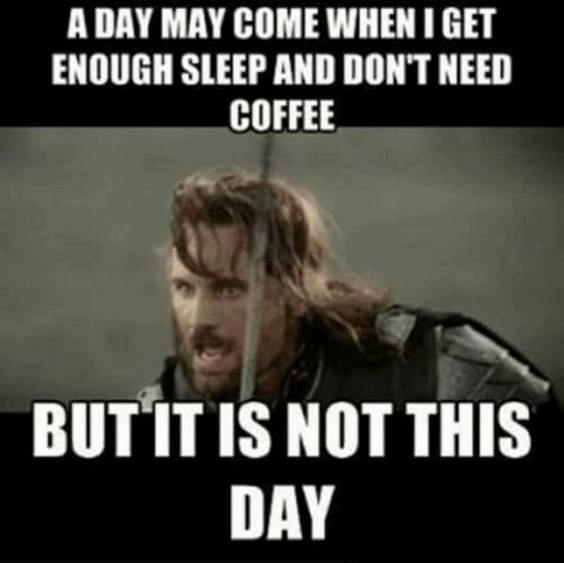 A DAY MAY COME WHEN I GET
ENOUGH SLEEP AND DON'T NEED
COFFEE
BUT IT IS NOT THIS
DAY